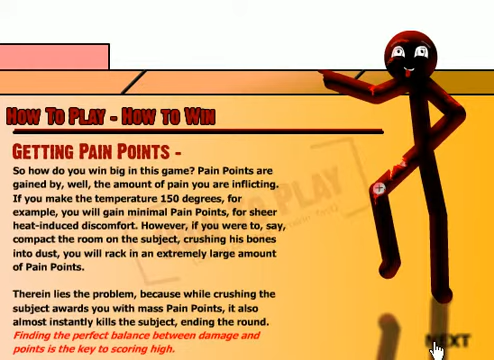 How To Play - How to Win
Getting Pain Points -
So how do you win big in this game? Pain Points are
gained by, well, the amount of pain you are inflicting.
If you make the temperature 150 degrees, for
example, you will gain minimal Pain Points, for sheer
heat-induced discomfort. However, if you were to, say,
compact the room on the subject, crushing his bones
into dust, you will rack in an extremely large amount
of Pain Points.
Therein lies the problem, because while crushing the
subject awards you with mass Pain Points, it also
almost instantly kills the subject, ending the round.
Finding the perfect balance between damage and
points is the key to scoring high.
NEXT